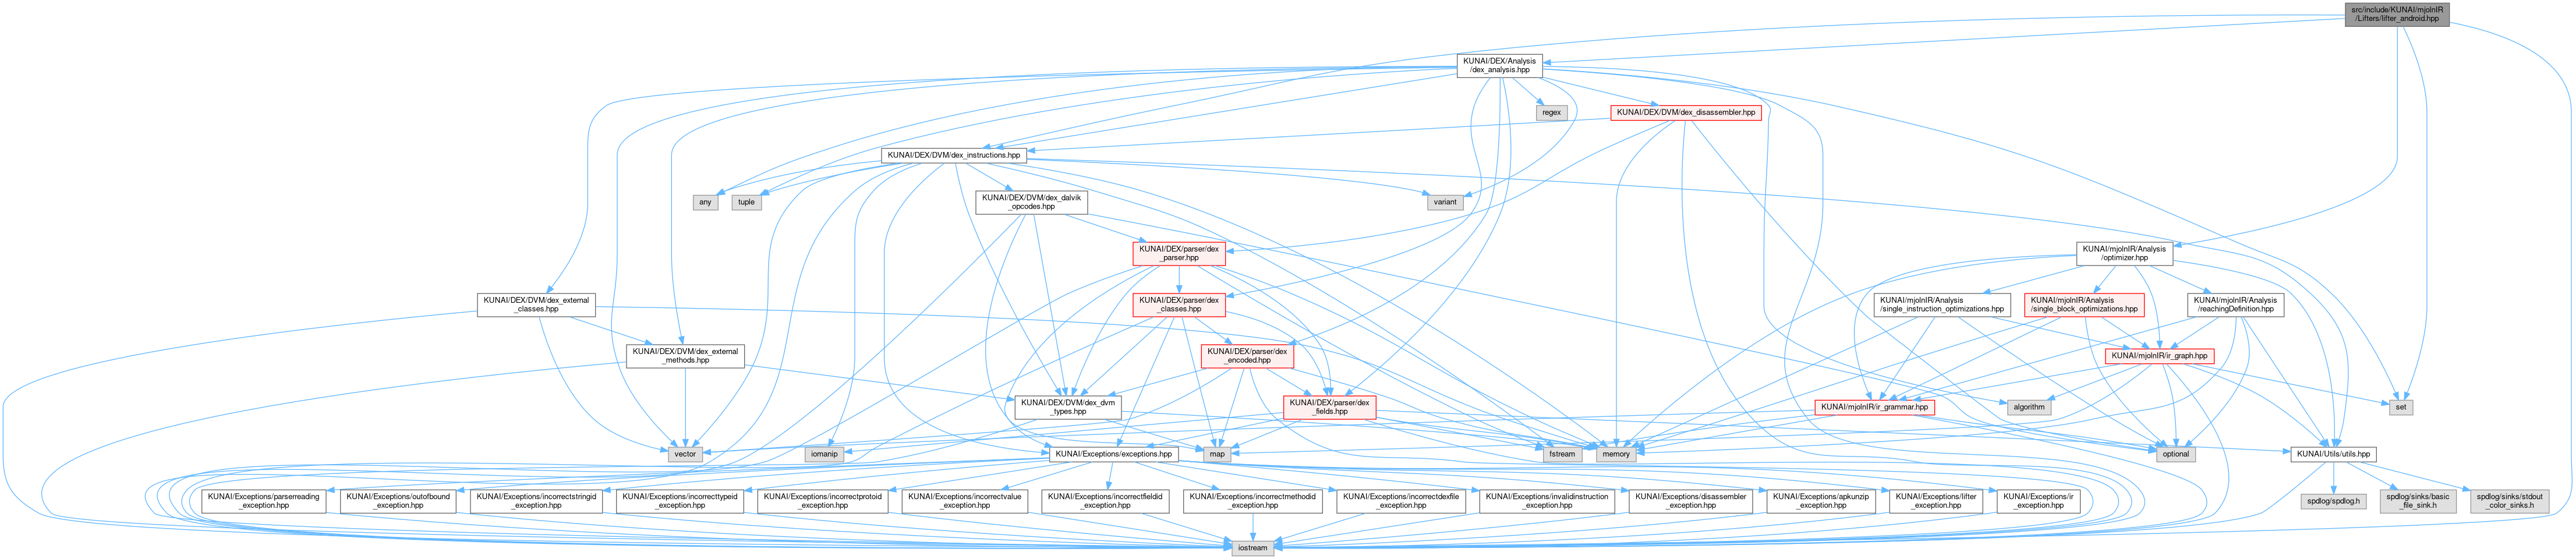 src/include/KUNAI/mjolnIR
/Lifters/lifter_android.hpp
KUNAI/DEX/Analysis
/dex_analysis.hpp
regex
KUNAI/DEX/DVM/dex_disassembler.hpp
KUNAI/DEX/DVM/dex_instructions.hpp
any
tuple
KUNAI/DEX/DVM/dex_dalvik
_opcodes.hpp
variant
KUNAI/DEX/parser/dex
_parser.hpp
KUNAI/mjolnIR/Analysis
/optimizer.hpp
KUNAI/DEX/DVM/dex_external
_classes.hpp
KUNAI/DEX/parser/dex
_classes.hpp
KUNAI/mjolnIR/Analysis
/single_instruction_optimizations.hpp
KUNAI/mjolnIR/Analysis
/single_block_optimizations.hpp
KUNAI/mjolnIR/Analysis
/reachingDefinition.hpp
KUNAI/DEX/DVM/dex_external
_methods.hpp
KUNAI/DEX/parser/dex
_encoded.hpp
KUNAI/mjolnIR/ir_graph.hpp
KUNAI/DEX/DVM/dex_dvm
_types.hpp
KUNAI/DEX/parser/dex
_fields.hpp
KUNAI/mjolnIR/ir_grammar.hpp
algorithm
set
vector
iomanip
KUNAI/Exceptions/exceptions.hpp
map
fstream
memory
optional
KUNAI/Utils/utils.hpp
KUNAI/Exceptions/parserreading
_exception.hpp
KUNAI/Exceptions/outofbound
_exception.hpp
KUNAI/Exceptions/incorrectstringid
_exception.hpp
KUNAI/Exceptions/incorrecttypeid
_exception.hpp
KUNAI/Exceptions/incorrectprotoid
_exception.hpp
KUNAI/Exceptions/incorrectvalue
_exception.hpp
KUNAI/Exceptions/incorrectfieldid
_exception.hpp
KUNAI/Exceptions/incorrectmethodid
_exception.hpp
KUNAI/Exceptions/incorrectdexfile
_exception.hpp
KUNAI/Exceptions/invalidinstruction
_exception.hpp
KUNAI/Exceptions/disassembler
_exception.hpp
KUNAI/Exceptions/apkunzip
_exception.hpp
KUNAI/Exceptions/lifter
_exception.hpp
KUNAI/Exceptions/ir
_exception.hpp
spdlog/spdlog.h
spdlog/sinks/basic
_file_sink.h
spdlog/sinks/stdout
_color_sinks.h
iostream